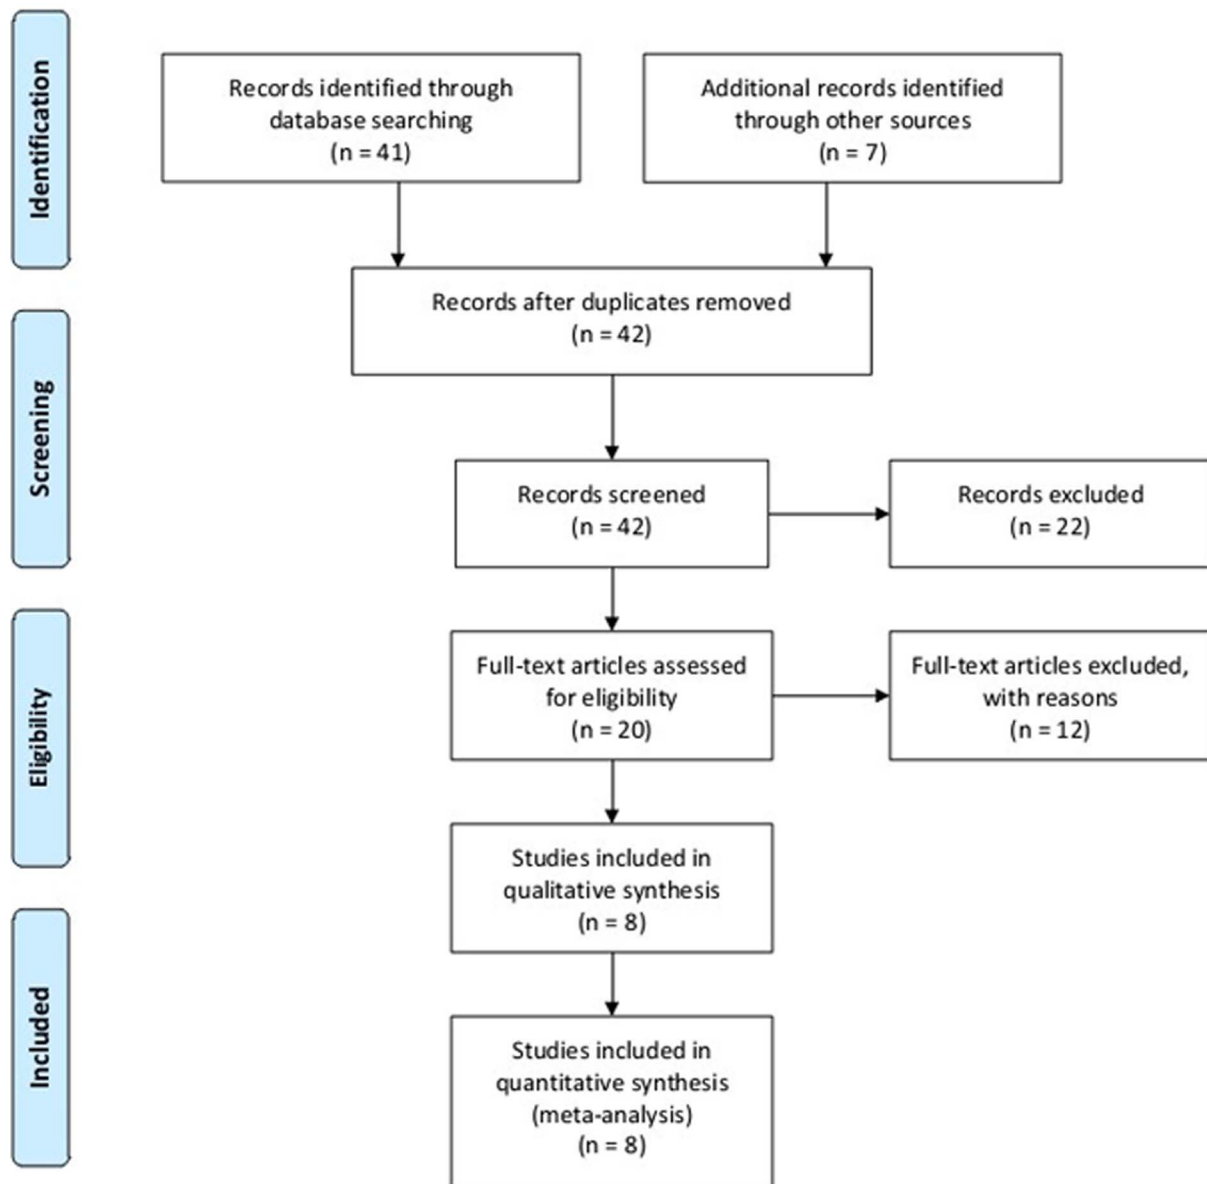 Identification
Records identified through
database searching
(n = 41)
Additional records identified
through other sources
(n = 7)
Records after duplicates removed
(n = 42)
Screening
Records screened
(n = 42)
Records excluded
(n = 22)
Eligibility
Full-text articles assessed
for eligibility
(n = 20)
Full-text articles excluded,
with reasons
(n = 12)
Studies included in
qualitative synthesis
(n = 8)
Included
Studies included in
quantitative synthesis
(meta-analysis)
(n = 8)